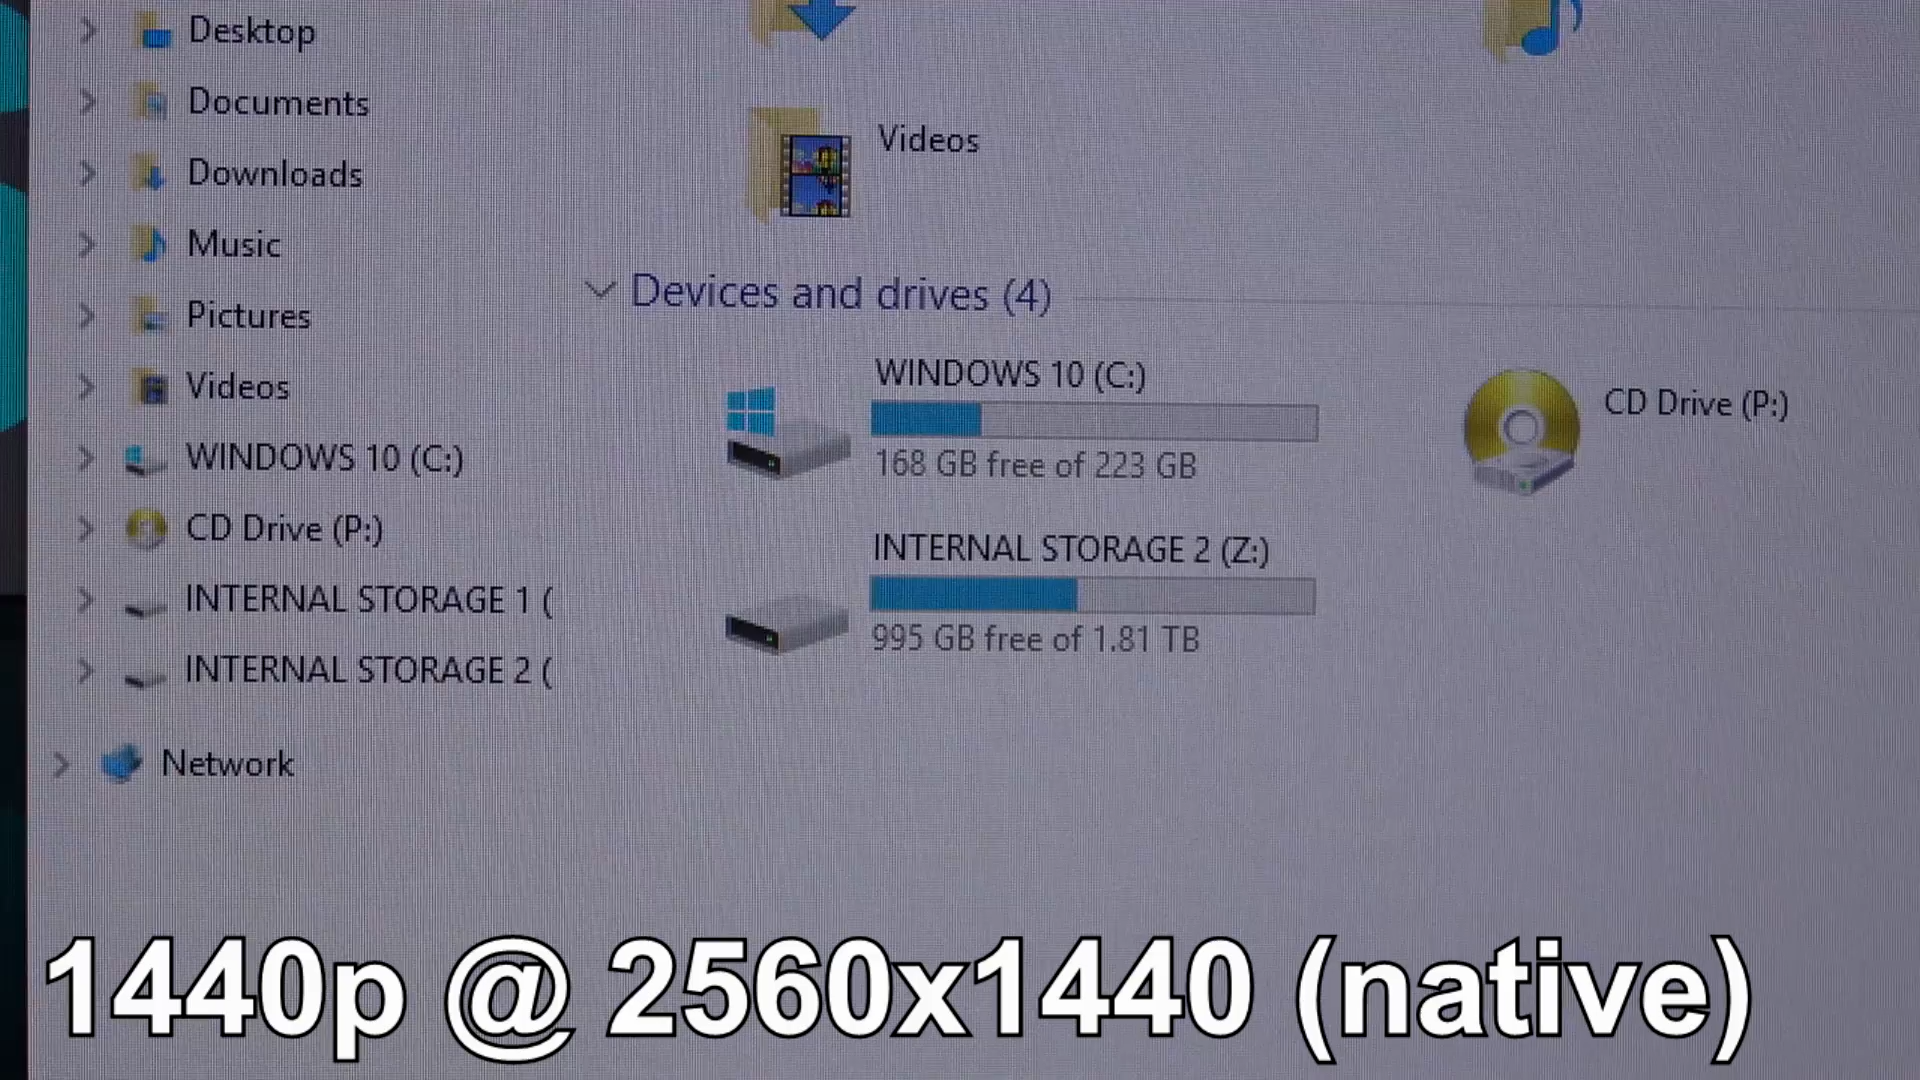 Desktop
Documents
Downloads
Music
Pictures
Videos
WINDOWS 10 (C:)
CD Drive (P:)
INTERNAL STORAGE 1 (
INTERNAL STORAGE 2 (
Network
Videos
Devices and drives (4)
WINDOWS 10 (C:)
168 GB free of 223 GB
CD Drive (P:)
INTERNAL STORAGE 2 (Z:)
995 GB free of 1.81 TB
1440p @ 2560x1440 (native)